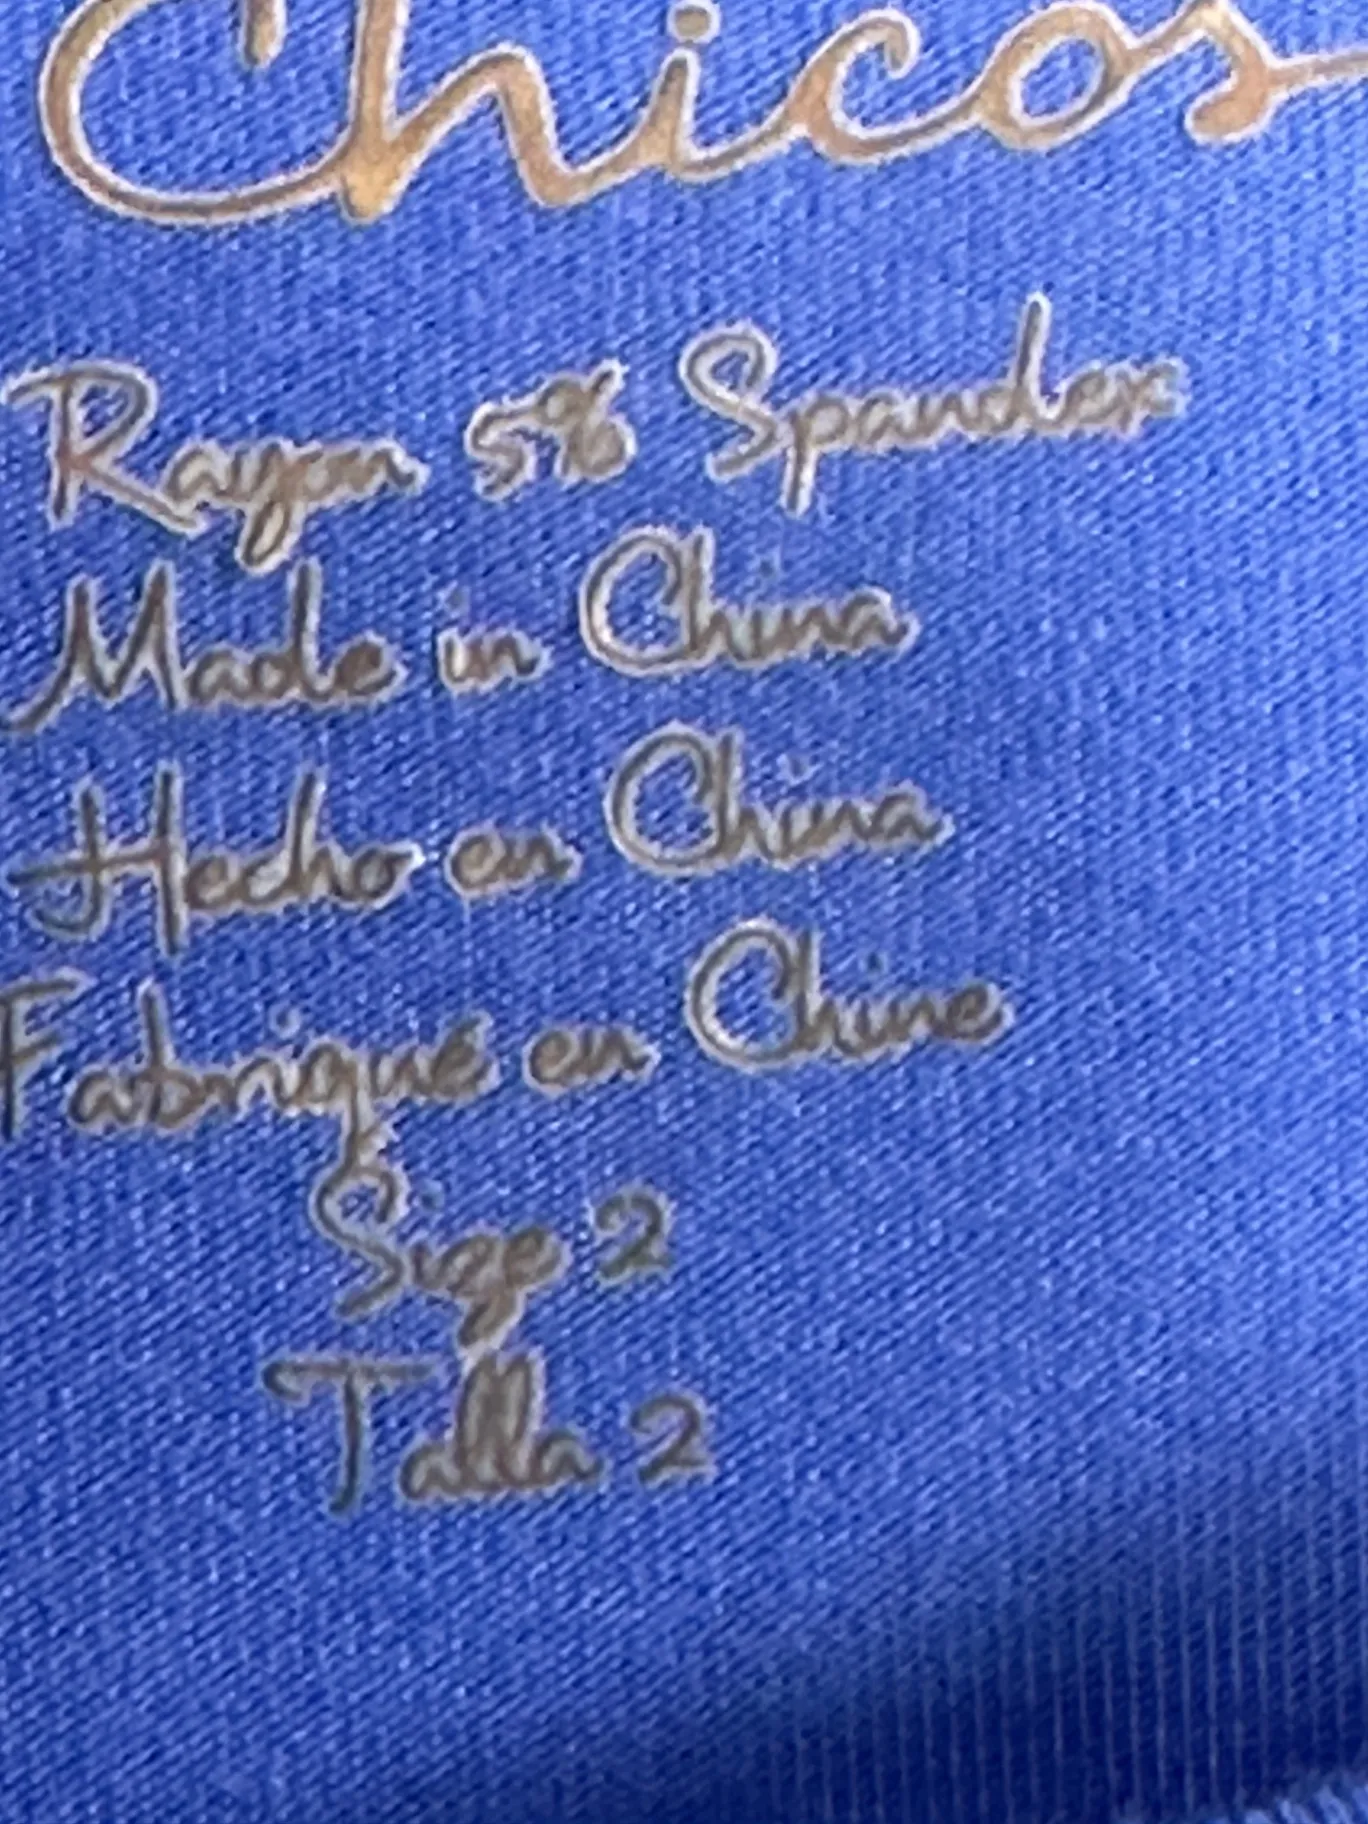 Chicos
Rayon 5% Spandex
Made in China
Hecho en China
Fabriqué en Chine
Size 2
Talla 2